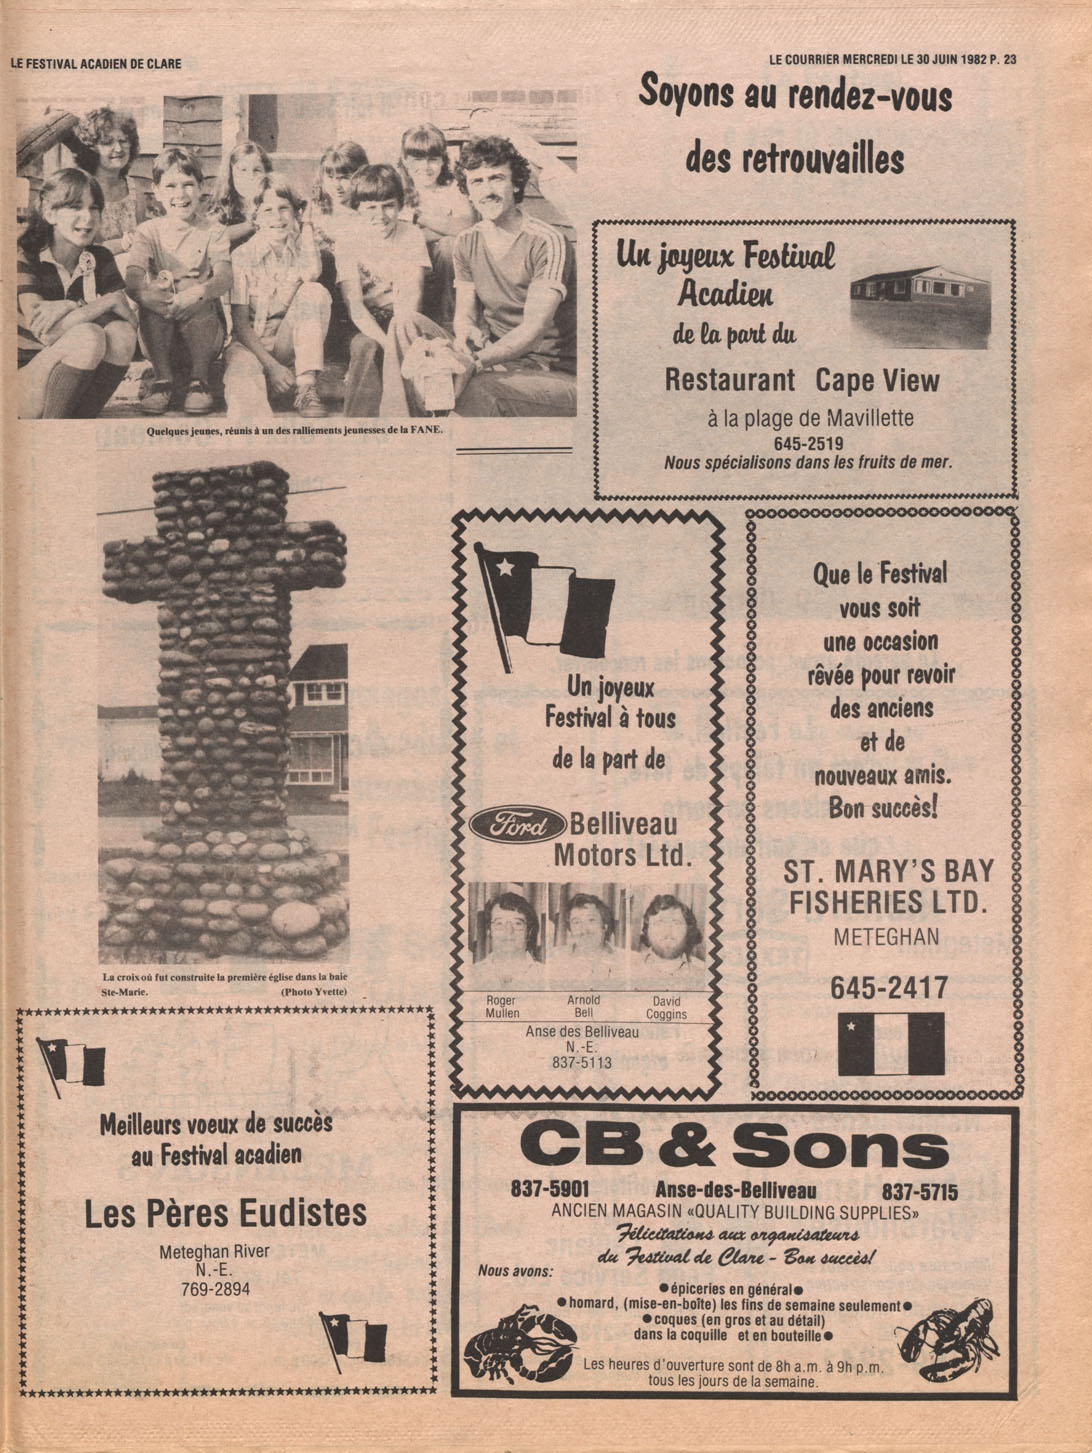 LE FESTIVAL ACADIEN DE CLARE
LE COURRIER MERCREDI LE 30 JUIN 1982 P. 23
Soyons au rendez-vous
des retrouvailles
Quelques jeunes, réunis à un des ralliements jeunesses de la FANE.
Un joyeux Festival
Acadien
de la part du
Restaurant Cape View
à la plage de Mavillette
645-2519
Nous spécialisons dans les fruits de mer.
La croix où fut construite la première église dans la baie
Ste-Marie. (Photo Yvette)
Un joyeux
Festival à tous
de la part de
Ford Belliveau
Motors Ltd.
Roger Mullen
Arnold Bell
David Coggins
Anse des Belliveau
N.-E.
837-5113
Que le Festival
vous soit
une occasion
rêvée pour revoir
des anciens
et de
nouveaux amis.
Bon succès!
ST. MARY'S BAY
FISHERIES LTD.
METEGHAN
645-2417
Meilleurs voeux de succès
au Festival acadien
Les Pères Eudistes
Meteghan River
N.-E.
769-2894
CB & Sons
837-5901 Anse-des-Belliveau 837-5715
ANCIEN MAGASIN «QUALITY BUILDING SUPPLIES»
Félicitations aux organisateurs
du Festival de Clare - Bon succès!
Nous avons:
●épiceries en général●
●homard, (mise-en-boîte) les fins de semaine seulement●
●coques (en gros et au détail)
dans la coquille et en bouteille●
Les heures d'ouverture sont de 8h a.m. à 9h p.m.
tous les jours de la semaine.